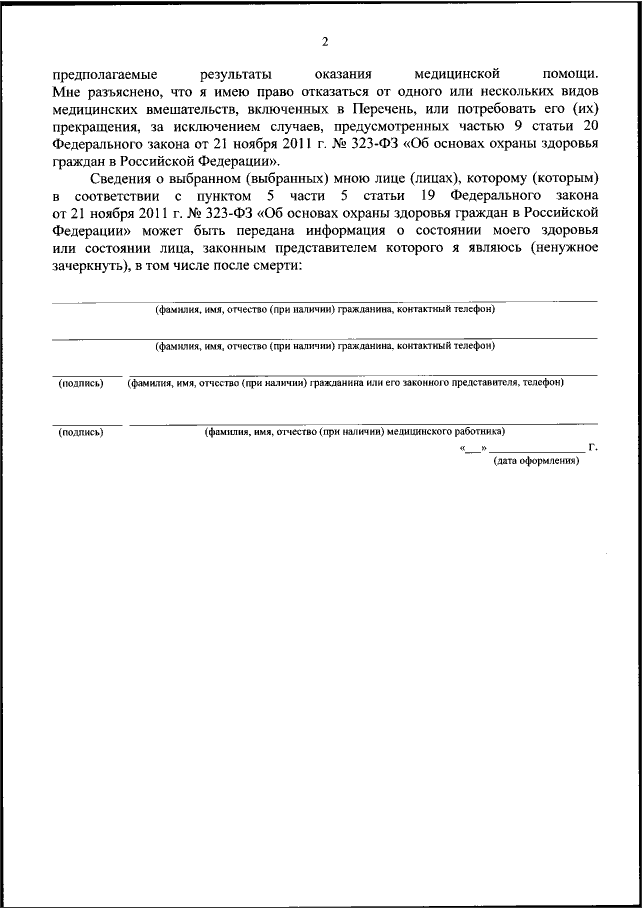 2
предполагаемые результаты оказания медицинской помощи.
Мне разъяснено, что я имею право отказаться от одного или нескольких видов
медицинских вмешательств, включенных в Перечень, или потребовать его (их)
прекращения, за исключением случаев, предусмотренных частью 9 статьи 20
Федерального закона от 21 ноября 2011 г. № 323-ФЗ «Об основах охраны здоровья
граждан в Российской Федерации».
Сведения о выбранном (выбранных) мною лице (лицах), которому (которым)
в соответствии с пунктом 5 части 5 статьи 19 Федерального закона
от 21 ноября 2011 г. № 323-ФЗ «Об основах охраны здоровья граждан в Российской
Федерации» может быть передана информация о состоянии моего здоровья
или состоянии лица, законным представителем которого я являюсь (ненужное
зачеркнуть), в том числе после смерти:
(фамилия, имя, отчество (при наличии) гражданина, контактный телефон)
(фамилия, имя, отчество (при наличии) гражданина, контактный телефон)
(подпись) (фамилия, имя, отчество (при наличии) гражданина или его законного представителя, телефон)
(подпись) (фамилия, имя, отчество (при наличии) медицинского работника)
«__» ______________ г.
(дата оформления)